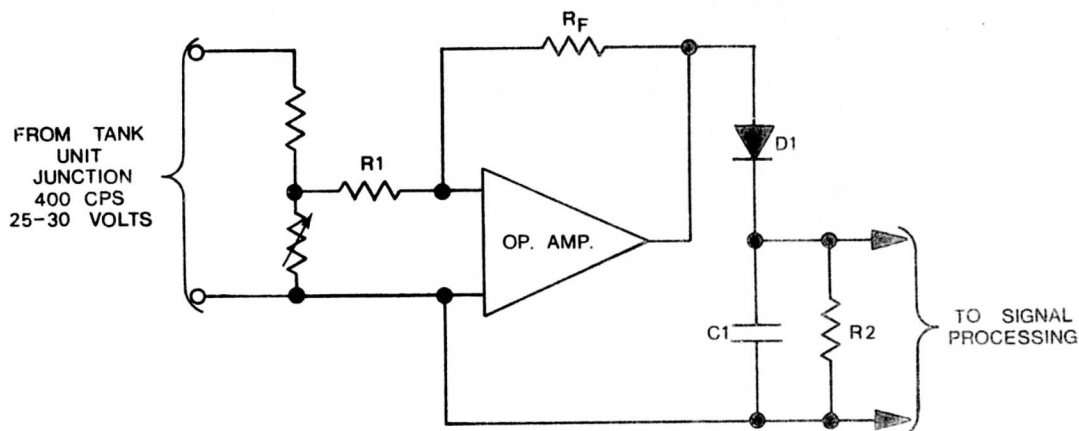 FROM TANK
UNIT
JUNCTION
400 CPS
25-30 VOLTS
R1
RF
OP. AMP.
D1
C1
R2
TO SIGNAL
PROCESSING